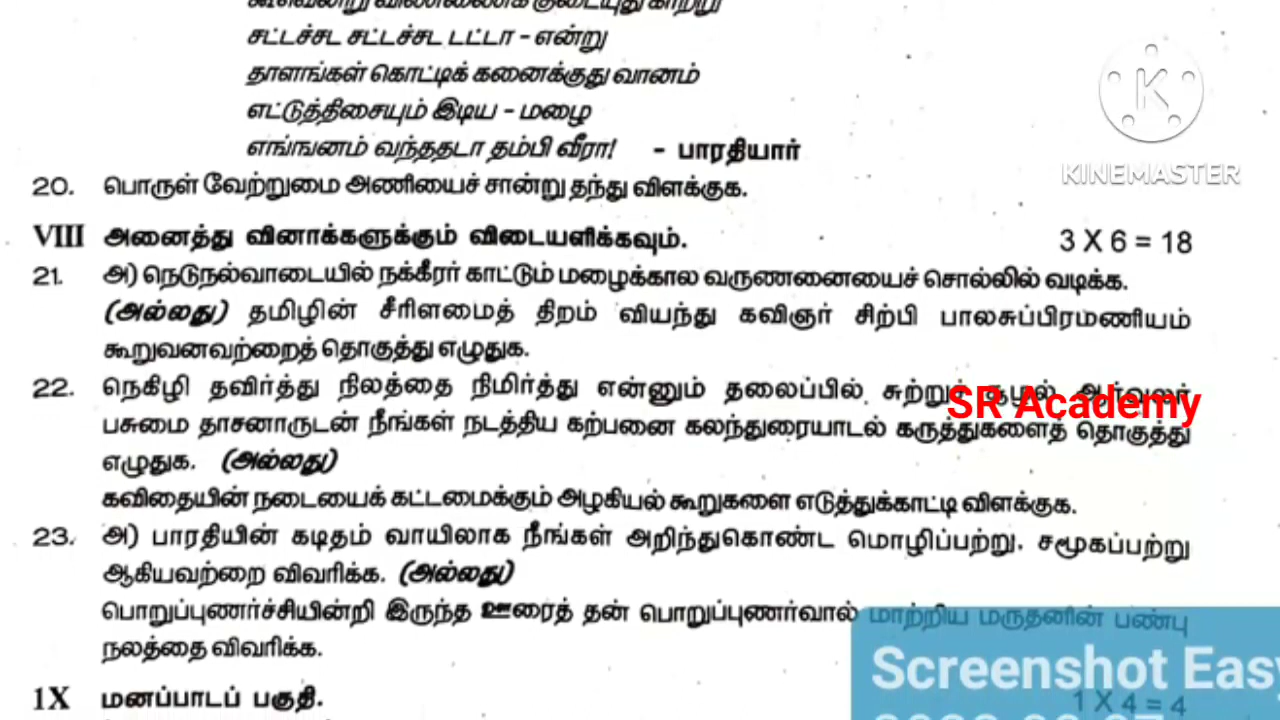 சட்டச்சட சட்டச்சட டட்டா - என்று
தாளங்கள் கொட்டிக் கனைக்குது வானம்
எட்டுத்திசையும் இடிய - மழை
எங்ஙனம் வந்ததடா தம்பி வீரா! - பாரதியார்
KINEMASTER
20. பொருள் வேற்றுமை அணியைச் சான்று தந்து விளக்குக.
VIII அனைத்து வினாக்களுக்கும் விடையளிக்கவும். 3 X 6 = 18
21. அ) நெடுநல்வாடையில் நக்கீரர் காட்டும் மழைக்கால வருணனையைச் சொல்லில் வடிக்க.
(அல்லது) தமிழின் சீரிளமைத் திறம் வியந்து கவிஞர் சிற்பி பாலசுப்பிரமணியம்
கூறுவனவற்றைத் தொகுத்து எழுதுக.
22. நெகிழி தவிர்த்து நிலத்தை நிமிர்த்து என்னும் தலைப்பில் சுற்றுச்
SR Academy
பசுமை தாசனாருடன் நீங்கள் நடத்திய கற்பனை கலந்துரையாடல் கருத்துகளைத் தொகுத்து
எழுதுக. (அல்லது)
கவிதையின் நடையைக் கட்டமைக்கும் அழகியல் கூறுகளை எடுத்துக்காட்டி விளக்குக.
23. அ) பாரதியின் கடிதம் வாயிலாக நீங்கள் அறிந்துகொண்ட மொழிப்பற்று. சமூகப்பற்று
ஆகியவற்றை விவரிக்க. (அல்லது)
பொறுப்புணர்ச்சியின்றி இருந்த ஊரைத் தன் பொறுப்புணர்வால் மாற்றிய மருதனின் பண்பு
நலத்தை விவரிக்க.
Screenshot Easy
1X மனப்பாடப் பகுதி. 1 X 4 = 4